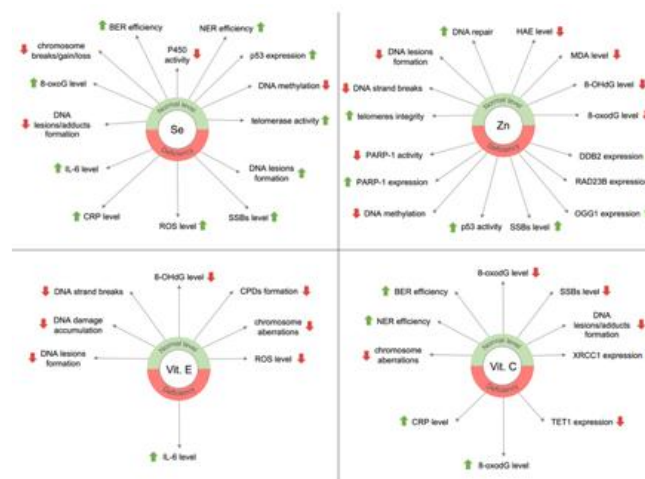 BER efficiency
NER efficiency
P450
activity
chromosome
breaks/gain/loss
p53 expression
8-oxoG level
DNA methylation
DNA
lesions/adducts
formation
telomerase activity
Normal level
Se
Deficiency
IL-6 level
DNA lesions
formation
CRP level
ROS level
SSBs level
DNA repair
HAE level
DNA lesions
formation
MDA level
DNA strand breaks
8-OHdG level
telomeres integrity
8-oxodG level
Normal level
Zn
Deficiency
PARP-1 activity
DDB2 expression
PARP-1 expression
RAD23B expression
DNA methylation
OGG1 expression
p53 activity
SSBs level
8-OHdG level
DNA strand breaks
CPDs formation
DNA damage
accumulation
chromosome
aberrations
DNA lesions
formation
ROS level
Normal level
Vit. E
Deficiency
IL-6 level
8-oxodG level
BER efficiency
SSBs level
NER efficiency
DNA
lesions/adducts
formation
chromosome
aberrations
XRCC1 expression
Normal level
Vit. C
Deficiency
CRP level
TET1 expression
8-oxodG level